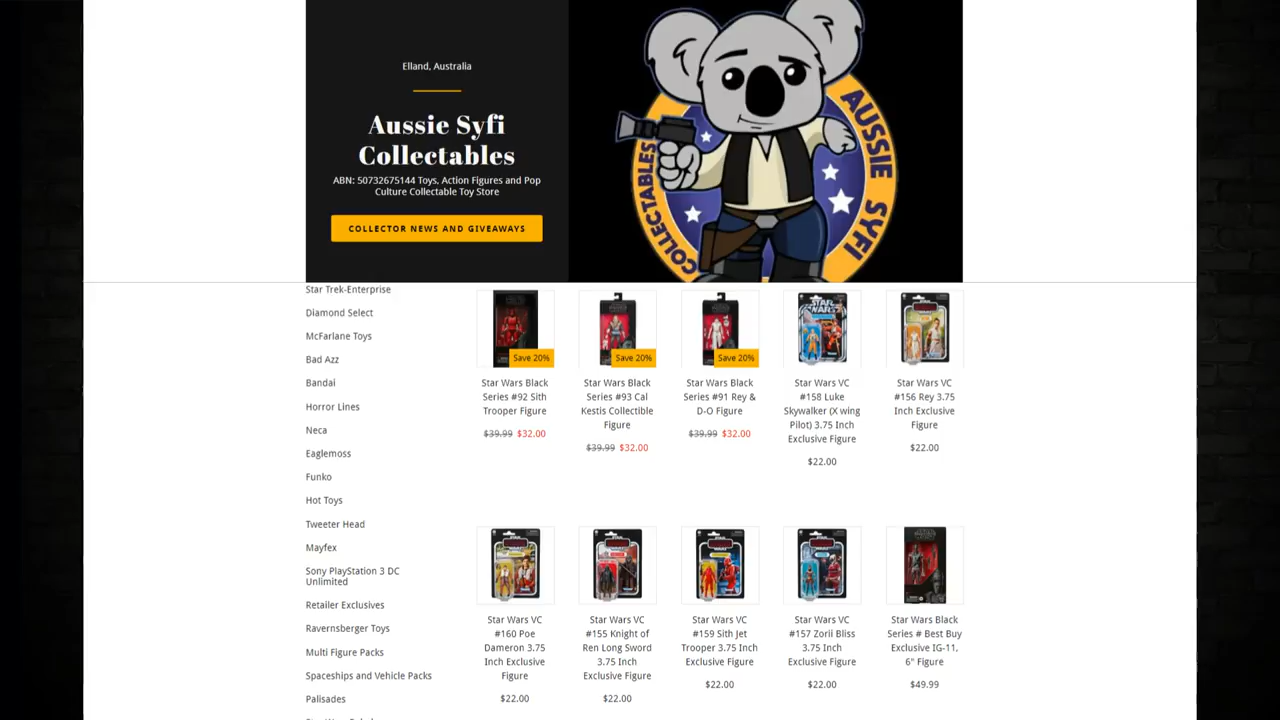 Elland, Australia
Aussie Syfi
Collectables
ABN: 50732675144 Toys, Action Figures and Pop
Culture Collectable Toy Store
COLLECTOR NEWS AND GIVEAWAYS
COLLECTABLES
AUSSIE SYFI
Star Trek-Enterprise
Diamond Select
McFarlane Toys
Bad Azz
Bandai
Horror Lines
Neca
Eaglemoss
Funko
Hot Toys
Tweeter Head
Mayfex
Sony PlayStation 3 DC
Unlimited
Retailer Exclusives
Ravernsberger Toys
Multi Figure Packs
Spaceships and Vehicle Packs
Palisades
Save 20%
Star Wars Black
Series #92 Sith
Trooper Figure
$39.99 $32.00
Save 20%
Star Wars Black
Series #93 Cal
Kestis Collectible
Figure
$39.99 $32.00
Save 20%
Star Wars Black
Series #91 Rey &
D-O Figure
$39.99 $32.00
STAR
WARS
Star Wars VC
#158 Luke
Skywalker (X wing
Pilot) 3.75 Inch
Exclusive Figure
$22.00
Star Wars VC
#156 Rey 3.75
Inch Exclusive
Figure
$22.00
Star Wars VC
#160 Poe
Dameron 3.75
Inch Exclusive
Figure
$22.00
Star Wars VC
#155 Knight of
Ren Long Sword
3.75 Inch
Exclusive Figure
$22.00
Star Wars VC
#159 Sith Jet
Trooper 3.75 Inch
Exclusive Figure
$22.00
Star Wars VC
#157 Zorii Bliss
3.75 Inch
Exclusive Figure
$22.00
Star Wars Black
Series # Best Buy
Exclusive IG-11,
6" Figure
$49.99